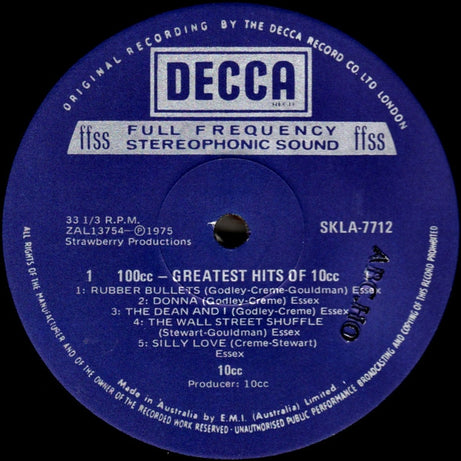 ORIGINAL RECORDING BY THE DECCA RECORD CO. LTD LONDON
DECCA
ffss FULL FREQUENCY STEREOPHONIC SOUND ffss
33 1/3 R.P.M.
ZAL13754-Ⓟ1975
Strawberry Productions
SKLA-7712
1 100cc - GREATEST HITS OF 10cc
1: RUBBER BULLETS (Godley-Creme-Gouldman) Essex
2: DONNA (Godley-Creme) Essex
3: THE DEAN AND I (Godley-Creme) Essex
4: THE WALL STREET SHUFFLE
(Stewart-Gouldman) Essex
5: SILLY LOVE (Creme-Stewart)
Essex
10cc
Producer: 10cc
Made in Australia by E.M.I. (Australia) Limited
ALL RIGHTS OF THE MANUFACTURER AND OF THE OWNER OF THE RECORDED WORK RESERVED - UNAUTHORISED PUBLIC PERFORMANCE BROADCASTING AND COPYING OF THIS RECORD PROHIBITED